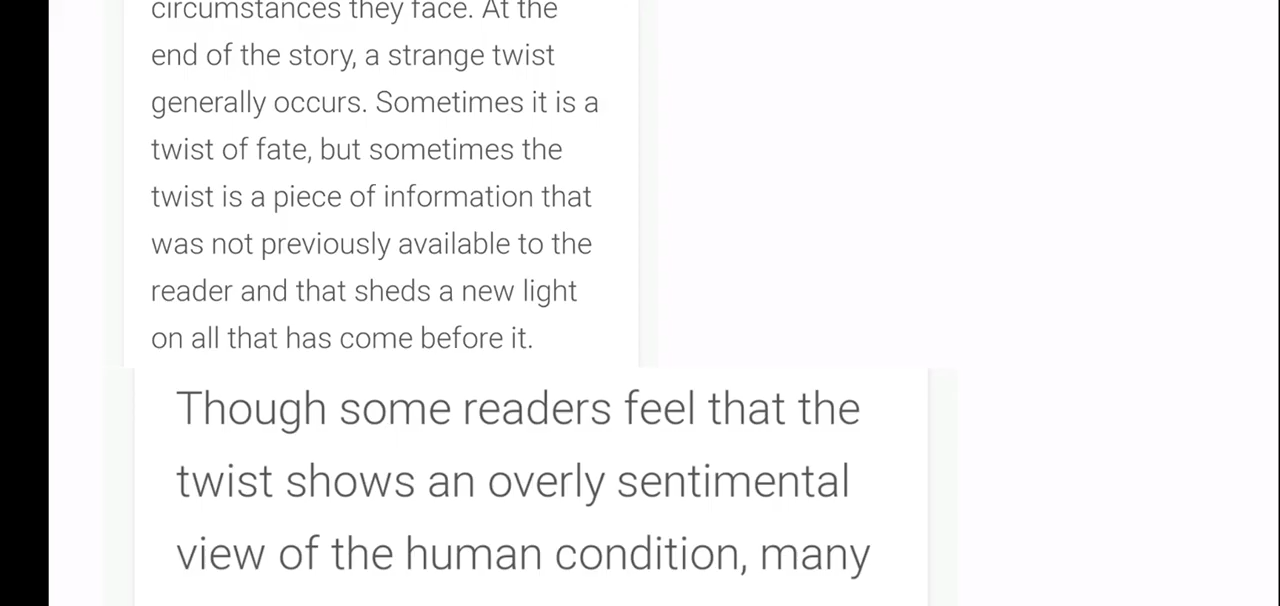 circumstances they face. At the
end of the story, a strange twist
generally occurs. Sometimes it is a
twist of fate, but sometimes the
twist is a piece of information that
was not previously available to the
reader and that sheds a new light
on all that has come before it.
Though some readers feel that the
twist shows an overly sentimental
view of the human condition, many